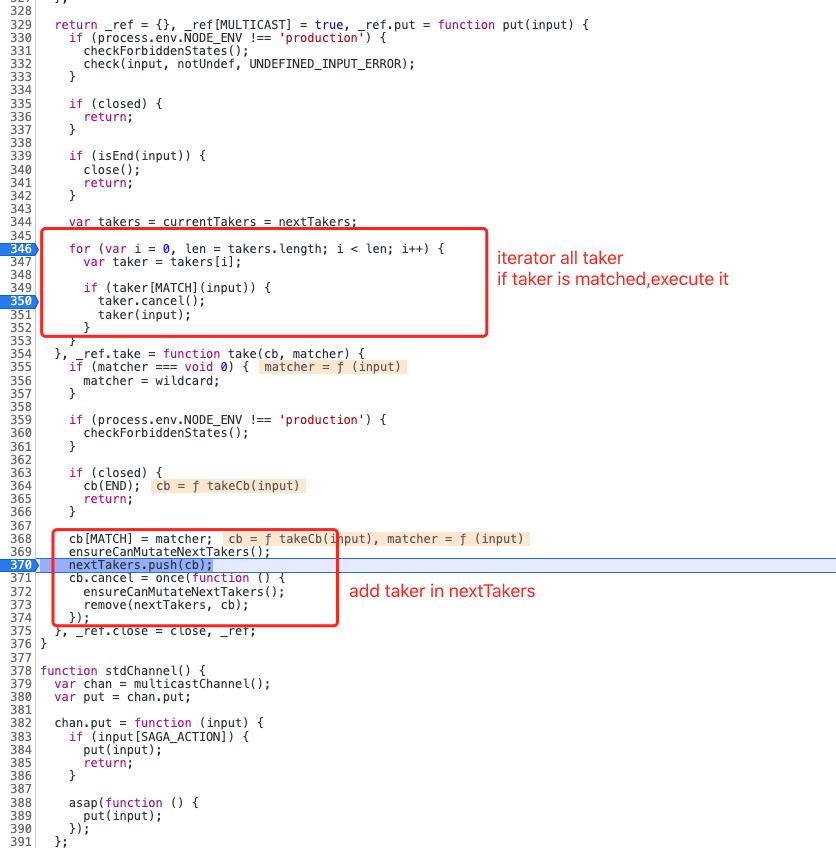 328
329 return _ref = {}, _ref[MULTICAST] = true, _ref.put = function put(input) {
330 if (process.env.NODE_ENV !== 'production') {
331 checkForbiddenStates();
332 check(input, notUndef, UNDEFINED_INPUT_ERROR);
333 }
334
335 if (closed) {
336 return;
337 }
338
339 if (isEnd(input)) {
340 close();
341 return;
342 }
343
344 var takers = currentTakers = nextTakers;
345
346 for (var i = 0, len = takers.length; i < len; i++) {
347 var taker = takers[i];
348
349 if (taker[MATCH](input)) {
350 taker.cancel();
351 taker(input);
352 }
353 }
iterator all taker
if taker is matched,execute it
354 }, _ref.take = function take(cb, matcher) {
355 if (matcher === void 0) { matcher = ƒ (input)
356 matcher = wildcard;
357 }
358
359 if (process.env.NODE_ENV !== 'production') {
360 checkForbiddenStates();
361 }
362
363 if (closed) {
364 cb(END); cb = ƒ takeCb(input)
365 return;
366 }
367
368 cb[MATCH] = matcher; cb = ƒ takeCb(input), matcher = ƒ (input)
369 ensureCanMutateNextTakers();
370 nextTakers.push(cb);
371 cb.cancel = once(function () {
372 ensureCanMutateNextTakers();
373 remove(nextTakers, cb);
374 });
add taker in nextTakers
375 }, _ref.close = close, _ref;
376 }
377
378 function stdChannel() {
379 var chan = multicastChannel();
380 var put = chan.put;
381
382 chan.put = function (input) {
383 if (input[SAGA_ACTION]) {
384 put(input);
385 return;
386 }
387
388 asap(function () {
389 put(input);
390 });
391 };